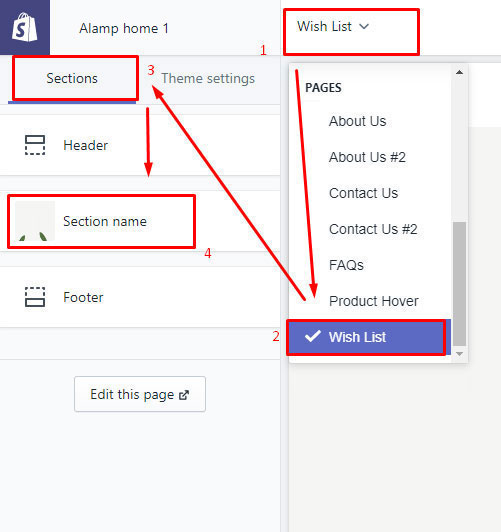 Alamp home 1
1
Wish List
Sections
3
Theme settings
PAGES
About Us
About Us #2
Contact Us
Contact Us #2
FAQs
Product Hover
2
Wish List
Header
Section name
4
Footer
Edit this page